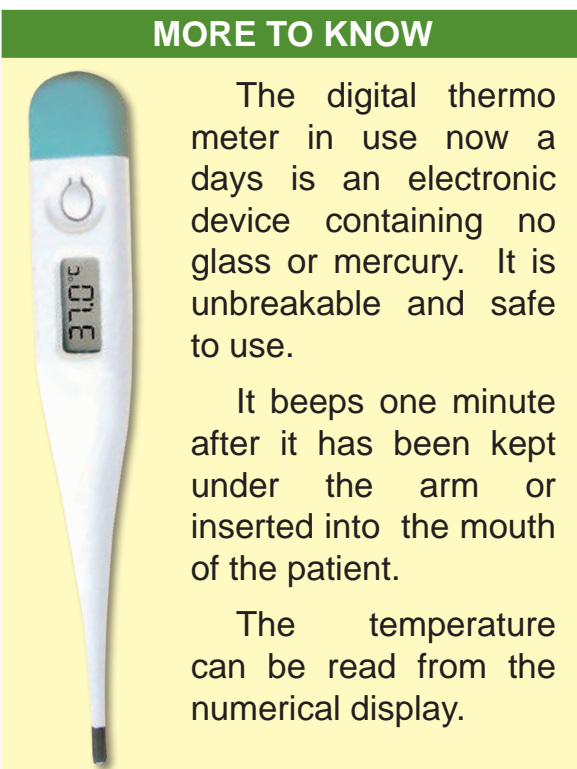 MORE TO KNOW
The digital thermo
meter in use now a
days is an electronic
device containing no
glass or mercury. It is
unbreakable and safe
to use.
It beeps one minute
after it has been kept
under the arm or
inserted into the mouth
of the patient.
The temperature
can be read from the
numerical display.
37.0 °C